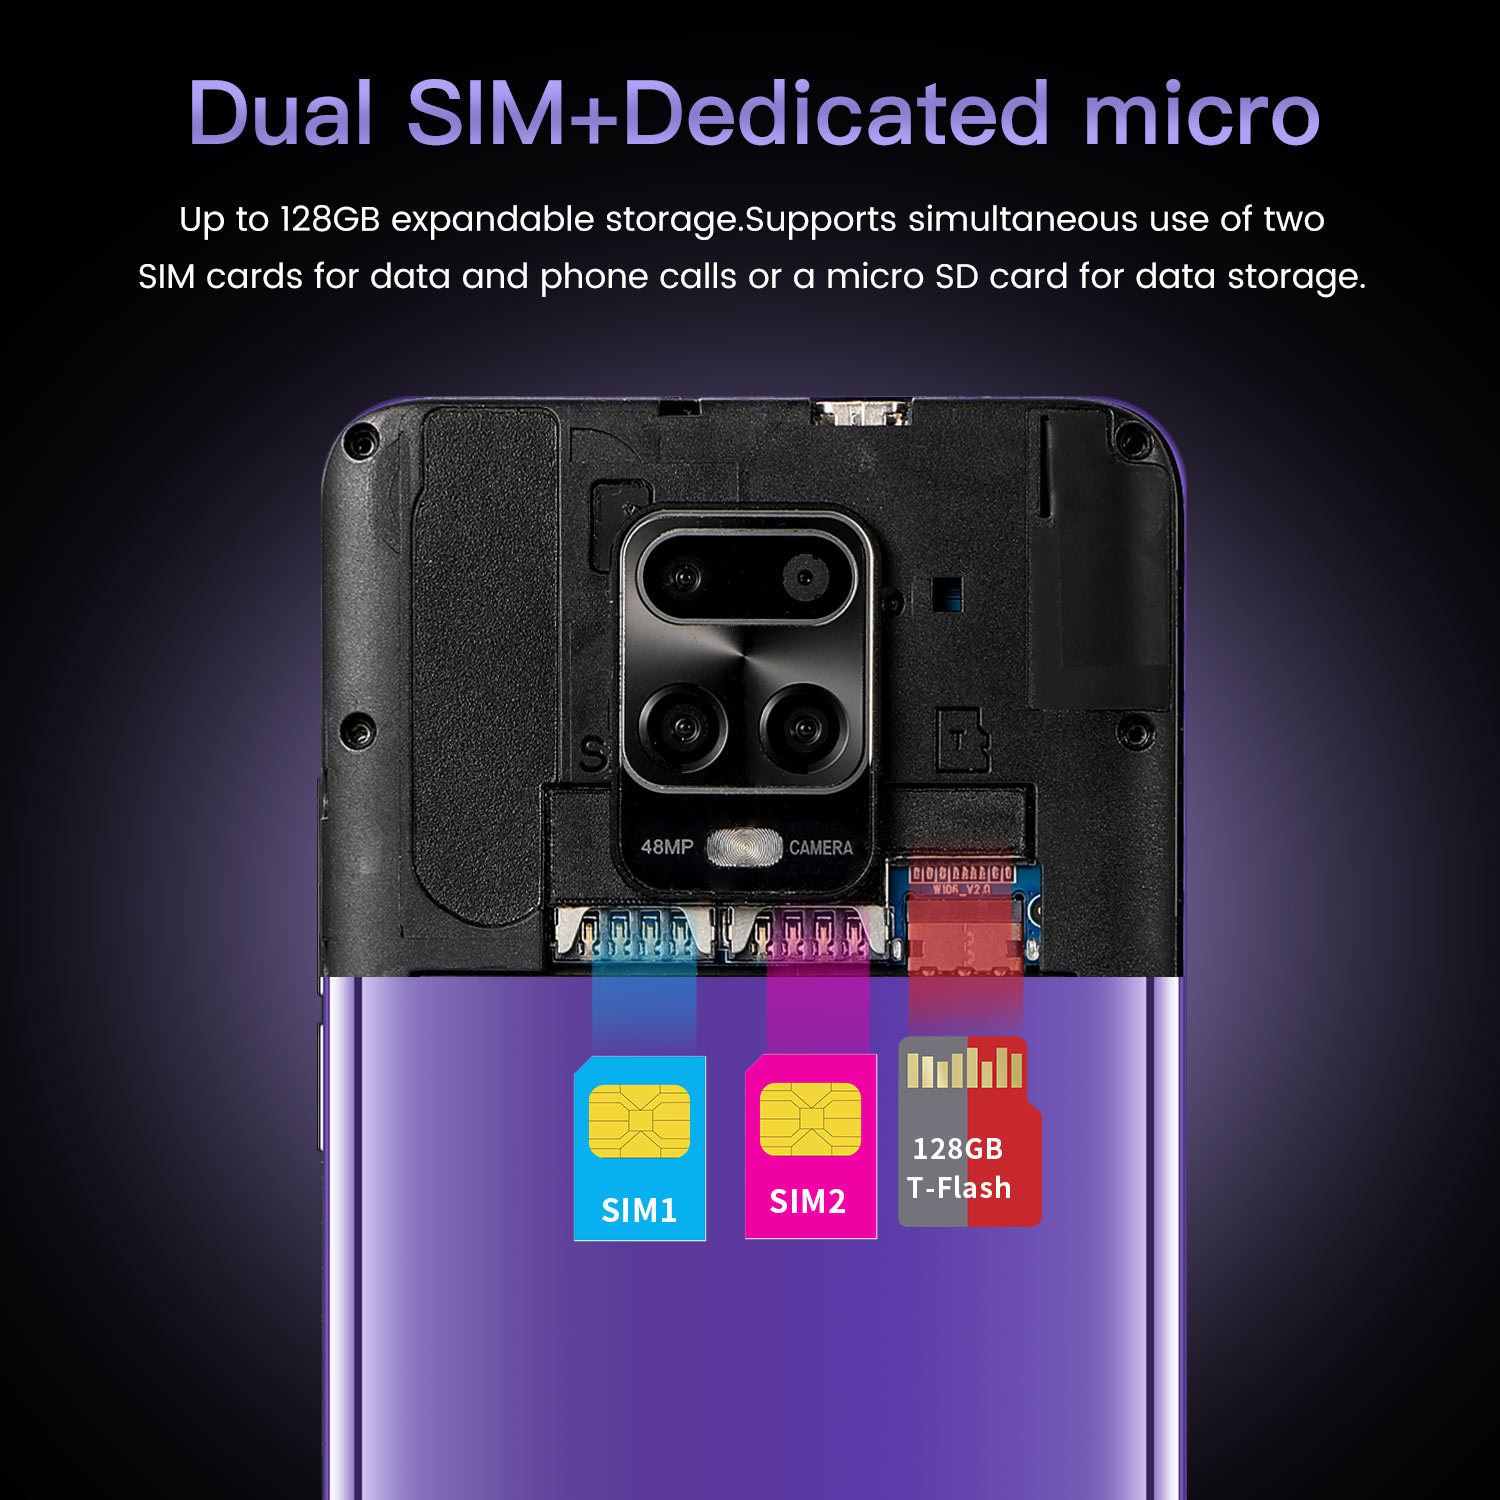 Dual SIM+Dedicated micro
Up to 128GB expandable storage.Supports simultaneous use of two
SIM cards for data and phone calls or a micro SD card for data storage.
S
T
48MP CAMERA
W106_V2.0
SIM1
SIM2
128GB
T-Flash